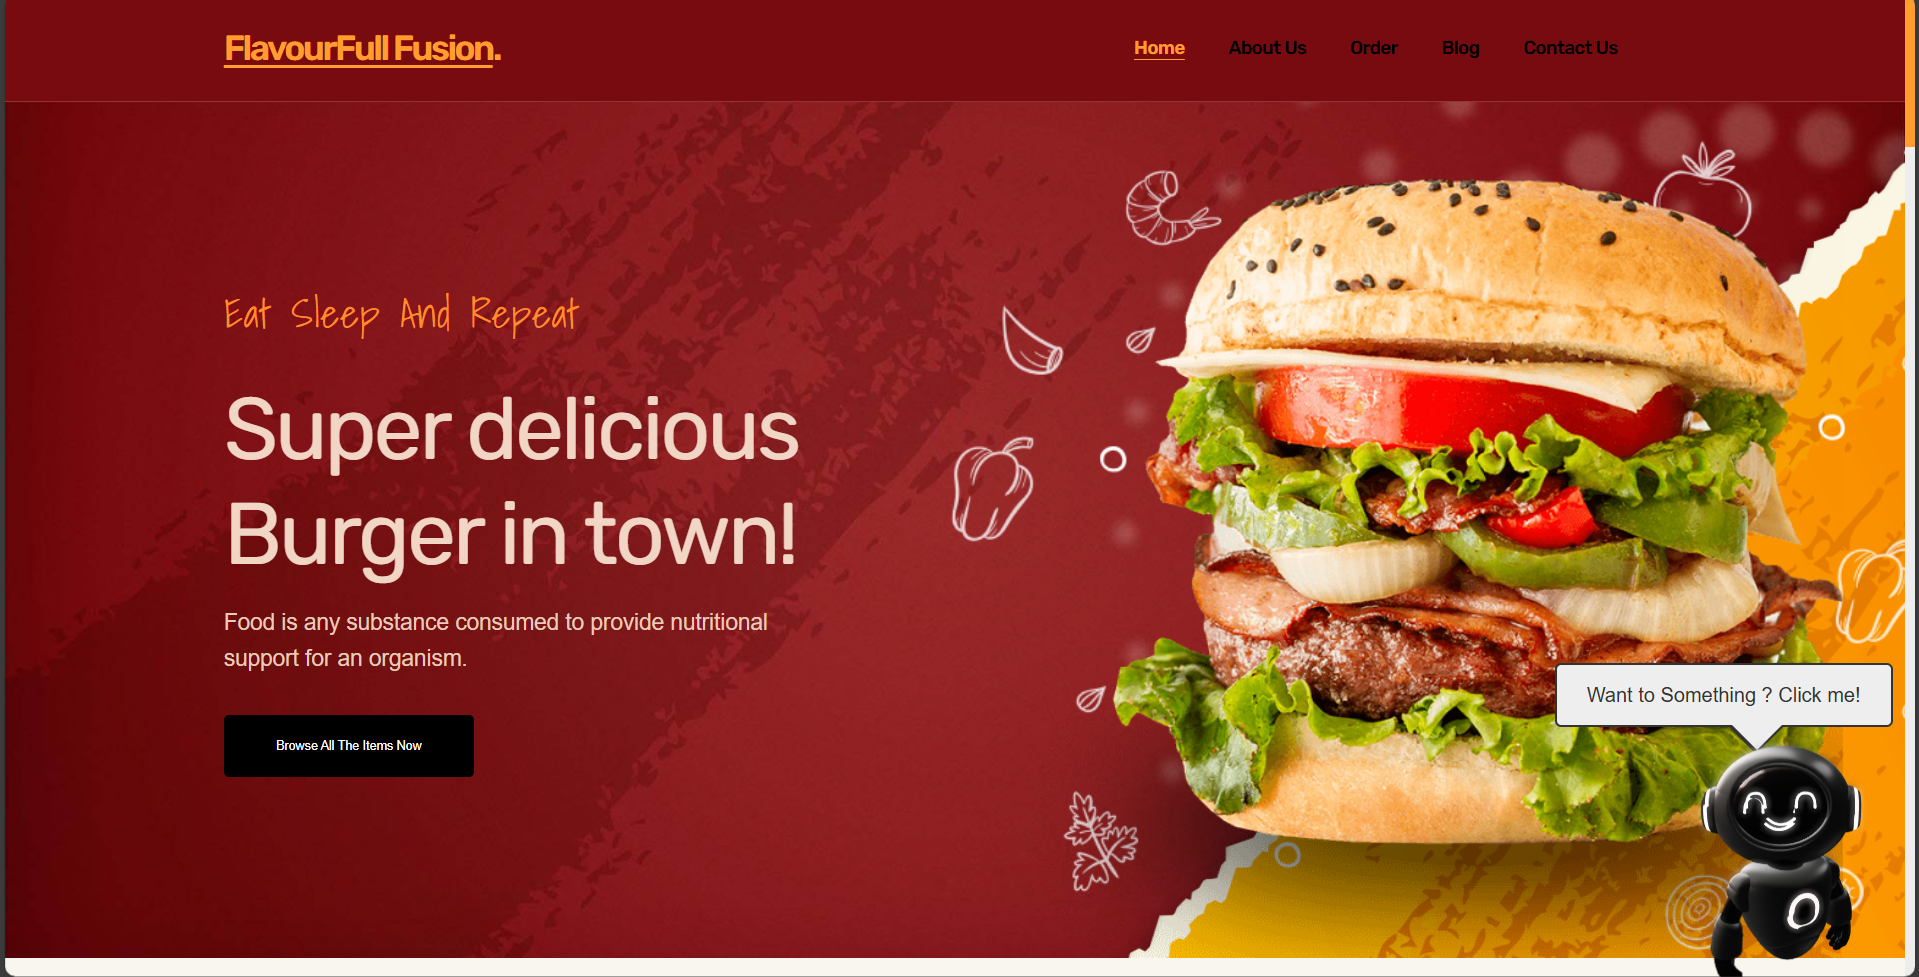 FlavourFull Fusion.
Home About Us Order Blog Contact Us
Eat Sleep And Repeat
Super delicious
Burger in town!
Food is any substance consumed to provide nutritional
support for an organism.
Browse All The Items Now
Want to Something ? Click me!